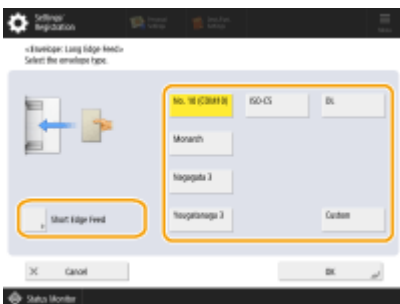 Settings/
Registration
<Envelope: Long Edge Feed>
Select the envelope type.
No. 10 (COM10)
ISO-C5
DL
Monarch
Nagagata 3
Yougatanaga 3
Custom
Short Edge Feed
Cancel
OK
Status Monitor